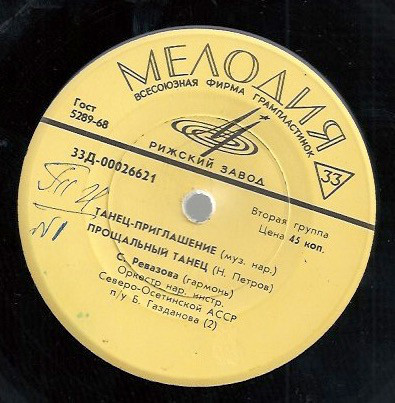 МЕЛОДИЯ
ВСЕСОЮЗНАЯ ФИРМА ГРАМПЛАСТИНОК
Гост
5289-68
РИЖСКИЙ ЗАВОД
33
33Д-00026621
Вторая группа
Цена 45 коп.
№1
ТАНЕЦ-ПРИГЛАШЕНИЕ (муз. нар.)
ПРОЩАЛЬНЫЙ ТАНЕЦ (Н. Петров)
С. Ревазова (гармонь)
Оркестр нар. инстр.
Северо-Осетинской АССР
п/у Б. Газданова (2)